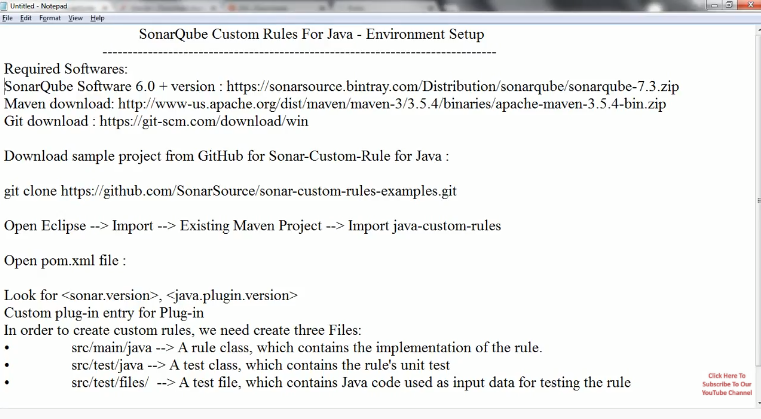 Untitled - Notepad
File Edit Format View Help
SonarQube Custom Rules For Java - Environment Setup
------------------------------------------------------------------------------
Required Softwares:
SonarQube Software 6.0 + version : https://sonarsource.bintray.com/Distribution/sonarqube/sonarqube-7.3.zip
Maven download: http://www-us.apache.org/dist/maven/maven-3/3.5.4/binaries/apache-maven-3.5.4-bin.zip
Git download : https://git-scm.com/download/win
Download sample project from GitHub for Sonar-Custom-Rule for Java :
git clone https://github.com/SonarSource/sonar-custom-rules-examples.git
Open Eclipse --> Import --> Existing Maven Project --> Import java-custom-rules
Open pom.xml file :
Look for <sonar.version>, <java.plugin.version>
Custom plug-in entry for Plug-in
In order to create custom rules, we need create three Files:
• src/main/java --> A rule class, which contains the implementation of the rule.
• src/test/java --> A test class, which contains the rule's unit test
• src/test/files/ --> A test file, which contains Java code used as input data for testing the rule
Click Here To
Subscribe To Our
YouTube Channel